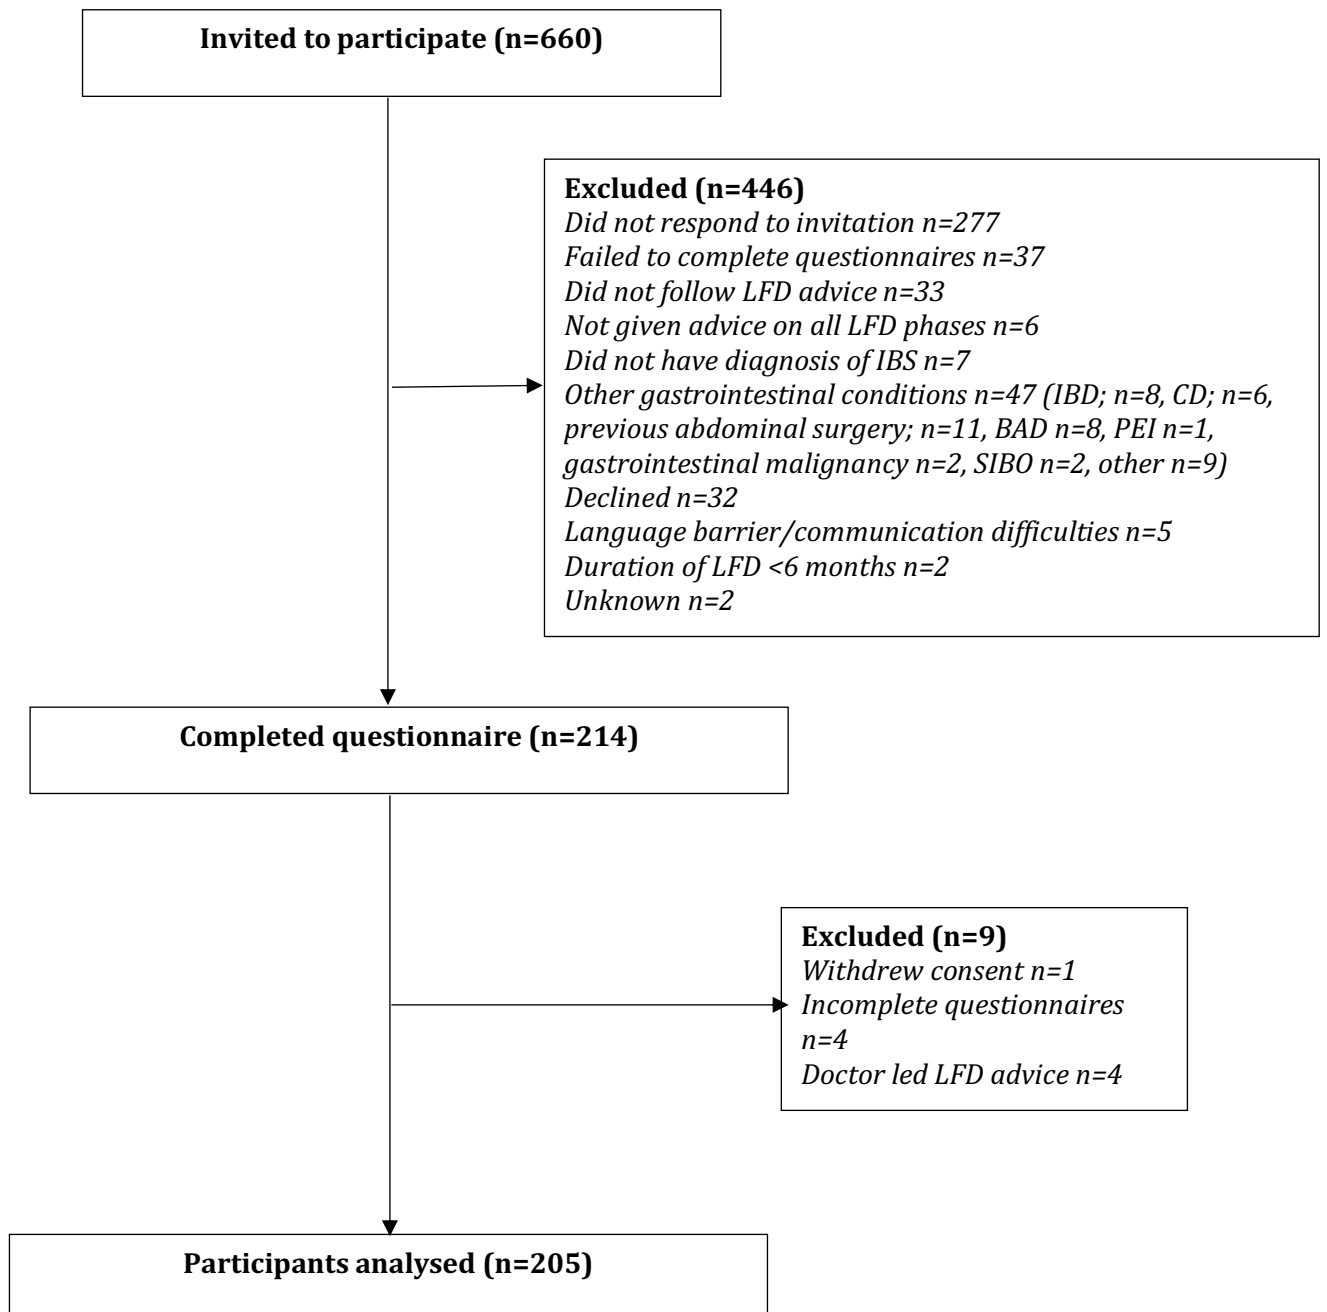 Invited to participate (n=660)
Excluded (n=446)
Did not respond to invitation n=277
Failed to complete questionnaires n=37
Did not follow LFD advice n=33
Not given advice on all LFD phases n=6
Did not have diagnosis of IBS n=7
Other gastrointestinal conditions n=47 (IBD; n=8, CD; n=6,
previous abdominal surgery; n=11, BAD n=8, PEI n=1,
gastrointestinal malignancy n=2, SIBO n=2, other n=9)
Declined n=32
Language barrier/communication difficulties n=5
Duration of LFD <6 months n=2
Unknown n=2
Completed questionnaire (n=214)
Excluded (n=9)
Withdrew consent n=1
Incomplete questionnaires
n=4
Doctor led LFD advice n=4
Participants analysed (n=205)